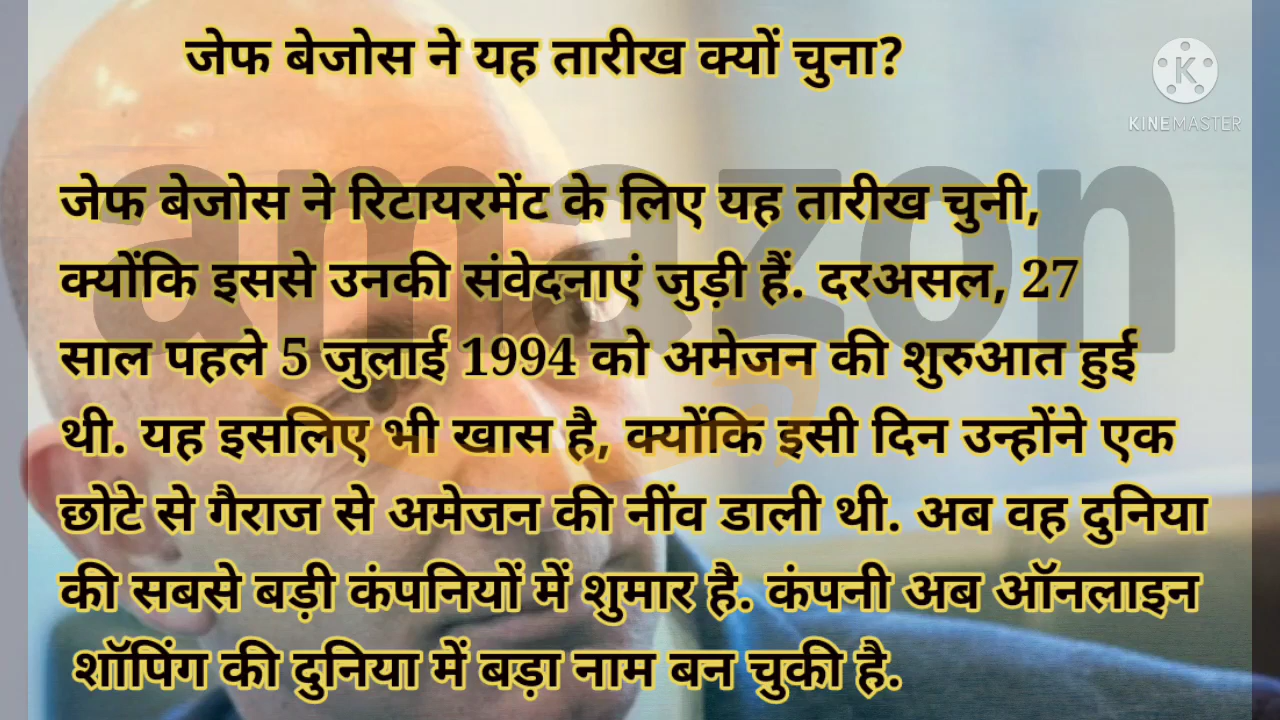 जेफ बेजोस ने यह तारीख क्यों चुना?
K
KINEMASTER
amazon
जेफ बेजोस ने रिटायरमेंट के लिए यह तारीख चुनी,
क्योंकि इससे उनकी संवेदनाएं जुड़ी हैं. दरअसल, 27
साल पहले 5 जुलाई 1994 को अमेजन की शुरुआत हुई
थी. यह इसलिए भी खास है, क्योंकि इसी दिन उन्होंने एक
छोटे से गैराज से अमेजन की नींव डाली थी. अब वह दुनिया
की सबसे बड़ी कंपनियों में शुमार है. कंपनी अब ऑनलाइन
शॉपिंग की दुनिया में बड़ा नाम बन चुकी है.